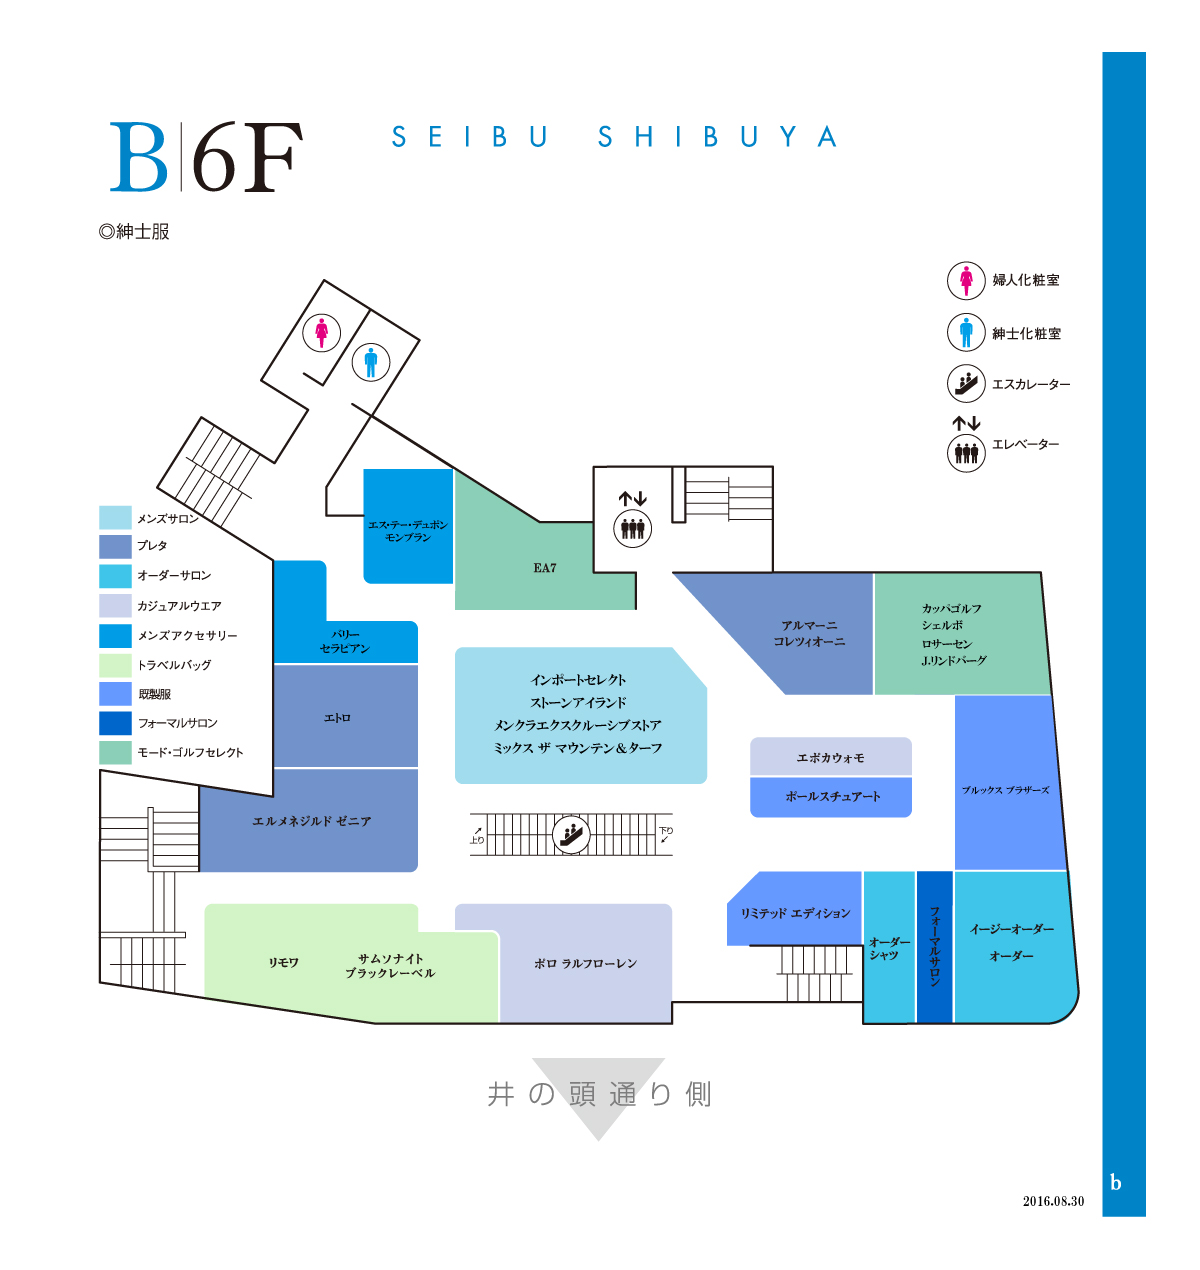 B|6F
SEIBU SHIBUYA
◎紳士服
婦人化粧室
紳士化粧室
エスカレーター
エレベーター
メンズサロン
プレタ
オーダーサロン
カジュアルウエア
メンズアクセサリー
トラベルバッグ
既製服
フォーマルサロン
モード・ゴルフセレクト
エス・テー・デュポン
モンブラン
EA7
バリー
セラピアン
エトロ
エルメネジルド ゼニア
アルマーニ
コレツィオーニ
カッパゴルフ
シェルボ
ロサーセン
J.リンドバーグ
インポートセレクト
ストーンアイランド
メンクラエクスクルーシブストア
ミックス ザ マウンテン&ターフ
エポカウォモ
ポールスチュアート
ブルックス ブラザーズ
上り
下り
リミテッド エディション
オーダー
シャツ
フォーマルサロン
イージーオーダー
オーダー
リモワ
サムソナイト
ブラックレーベル
ポロ ラルフローレン
井の頭通り側
b
2016.08.30